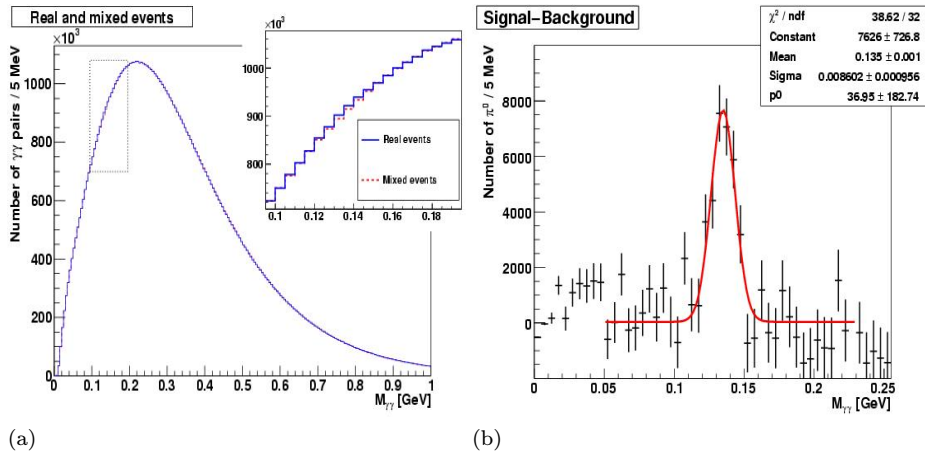 Real and mixed events
×10³
Number of γγ pairs / 5 MeV
1000
800
600
400
200
0
0 0.1 0.2 0.3 0.4 0.5 0.6 0.7 0.8 0.9 1
M_γγ [GeV]
×10³
1000
900
800
0.1 0.12 0.14 0.16 0.18
Real events
Mixed events
(a)
Signal-Background
χ² / ndf 38.62 / 32
Constant 7626 ± 726.8
Mean 0.135 ± 0.001
Sigma 0.008602 ± 0.000956
p0 36.95 ± 182.74
Number of π⁰ / 5 MeV
8000
6000
4000
2000
0
0 0.05 0.1 0.15 0.2 0.25
M_γγ [GeV]
(b)